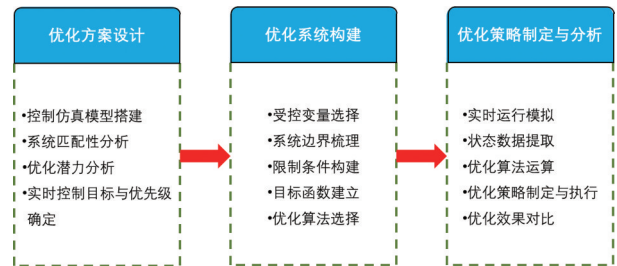 优化方案设计
•控制仿真模型搭建
•系统匹配性分析
•优化潜力分析
•实时控制目标与优先级
确定
优化系统构建
•受控变量选择
•系统边界梳理
•限制条件构建
•目标函数建立
•优化算法选择
优化策略制定与分析
•实时运行模拟
•状态数据提取
•优化算法运算
•优化策略制定与执行
•优化效果对比